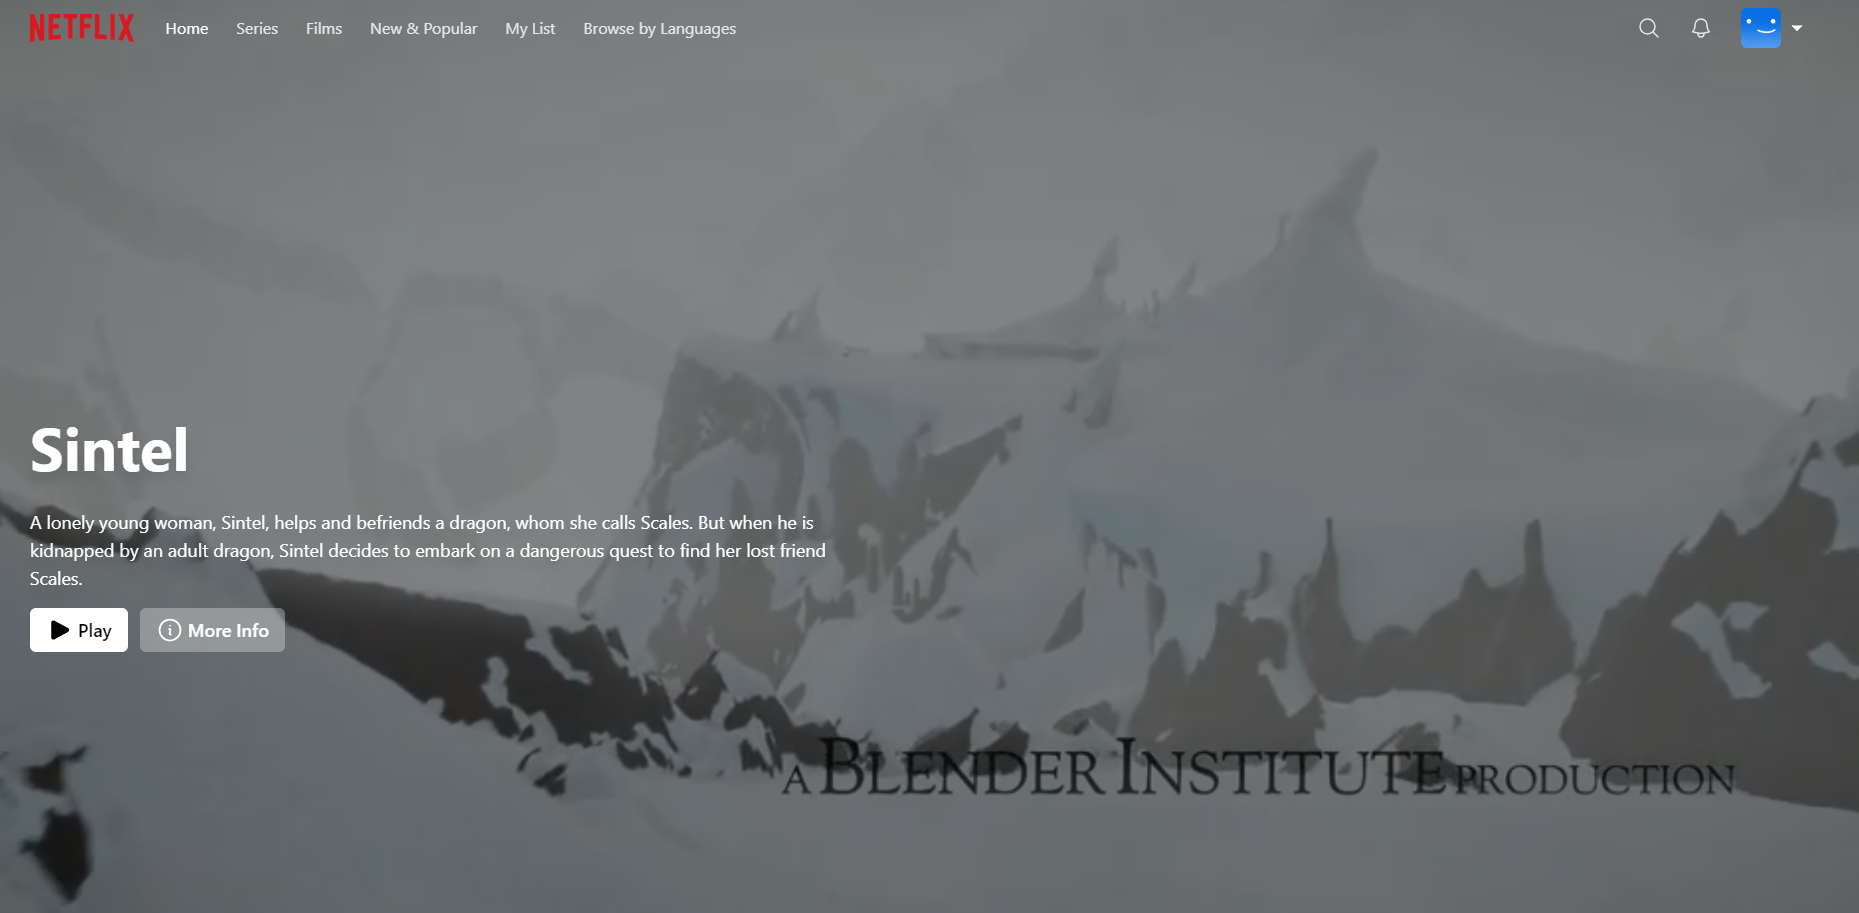 NETFLIX Home Series Films New & Popular My List Browse by Languages
Sintel
A lonely young woman, Sintel, helps and befriends a dragon, whom she calls Scales. But when he is
kidnapped by an adult dragon, Sintel decides to embark on a dangerous quest to find her lost friend
Scales.
Play More Info
A BLENDER INSTITUTE PRODUCTION